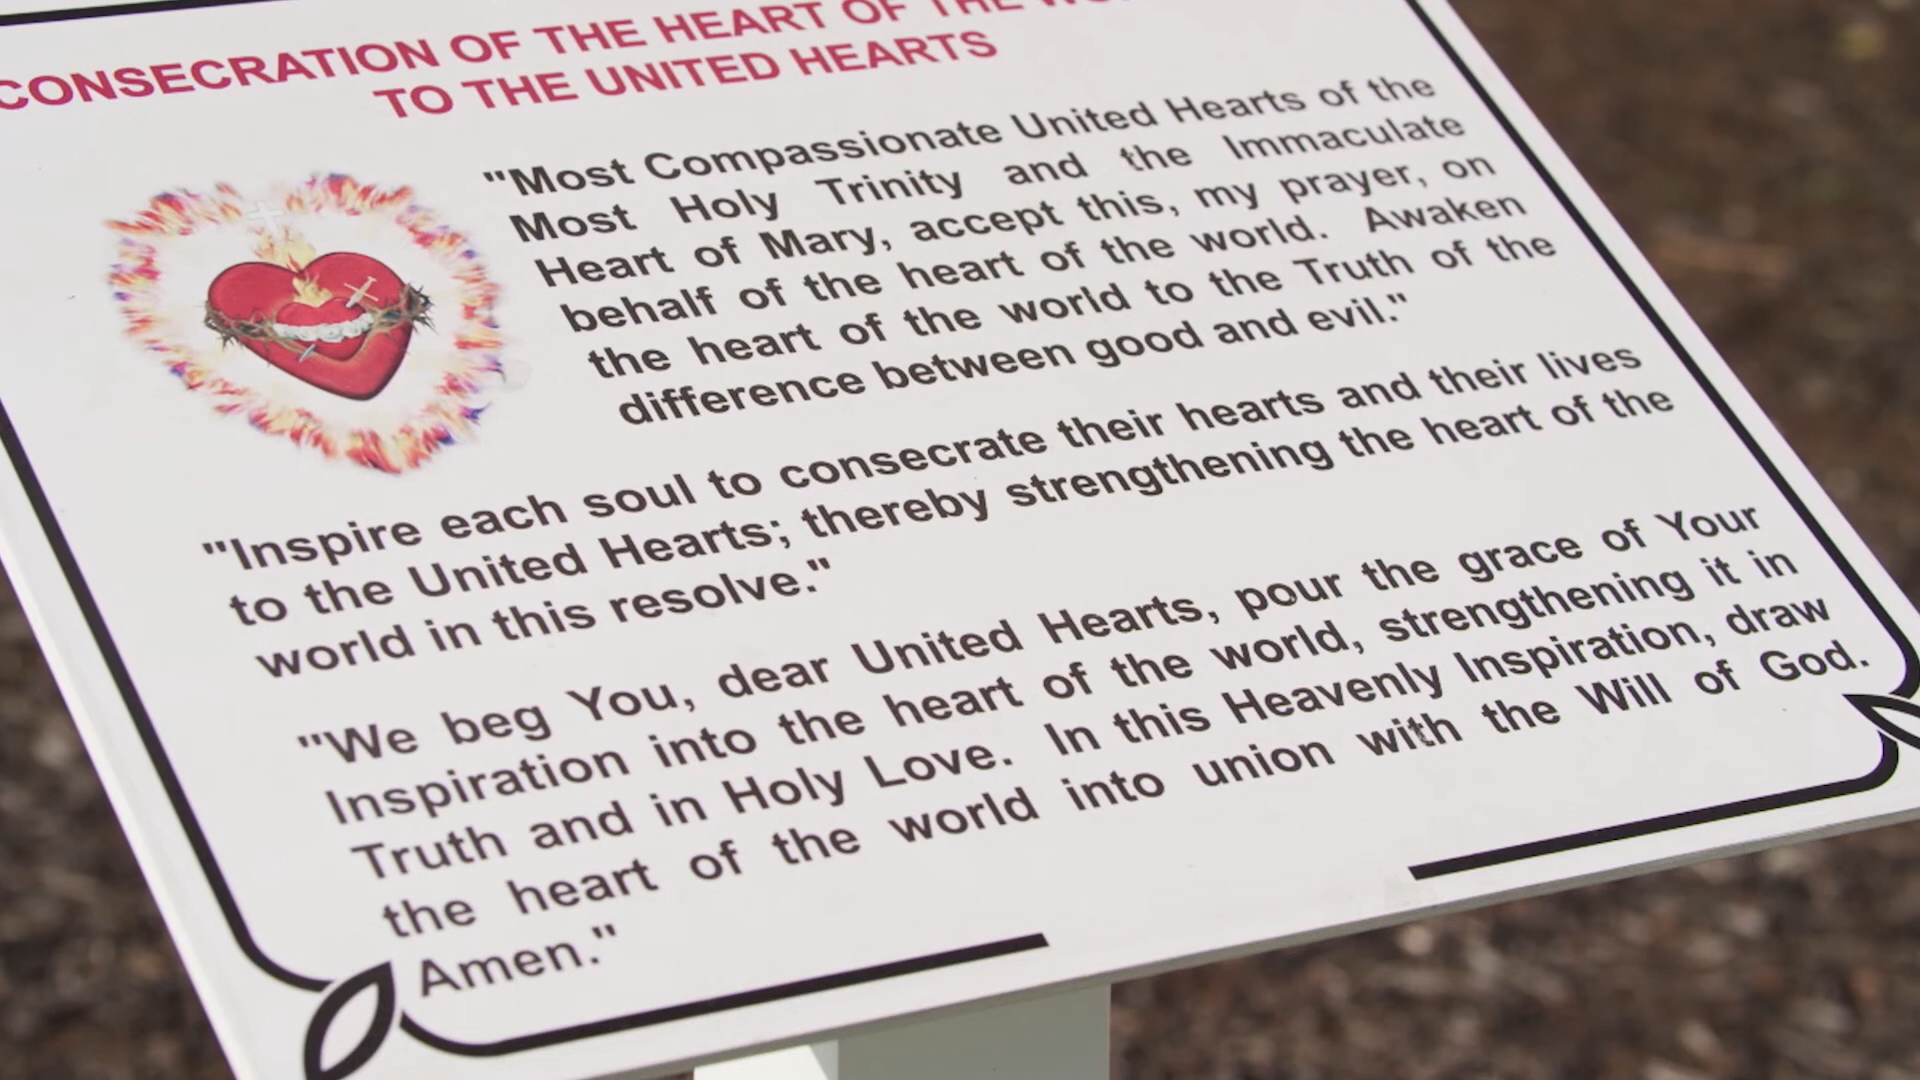 CONSECRATION OF THE HEART OF THE
TO THE UNITED HEARTS
"Most Compassionate United Hearts of the
Most Holy Trinity and the Immaculate
Heart of Mary, accept this, my prayer, on
behalf of the heart of the world. Awaken
the heart of the world to the Truth of the
difference between good and evil."
"Inspire each soul to consecrate their hearts and their lives
to the United Hearts; thereby strengthening the heart of the
world in this resolve."
"We beg You, dear United Hearts, pour the grace of Your
Inspiration into the heart of the world, strengthening it in
Truth and in Holy Love. In this Heavenly Inspiration, draw
the heart of the world into union with the Will of God.
Amen."